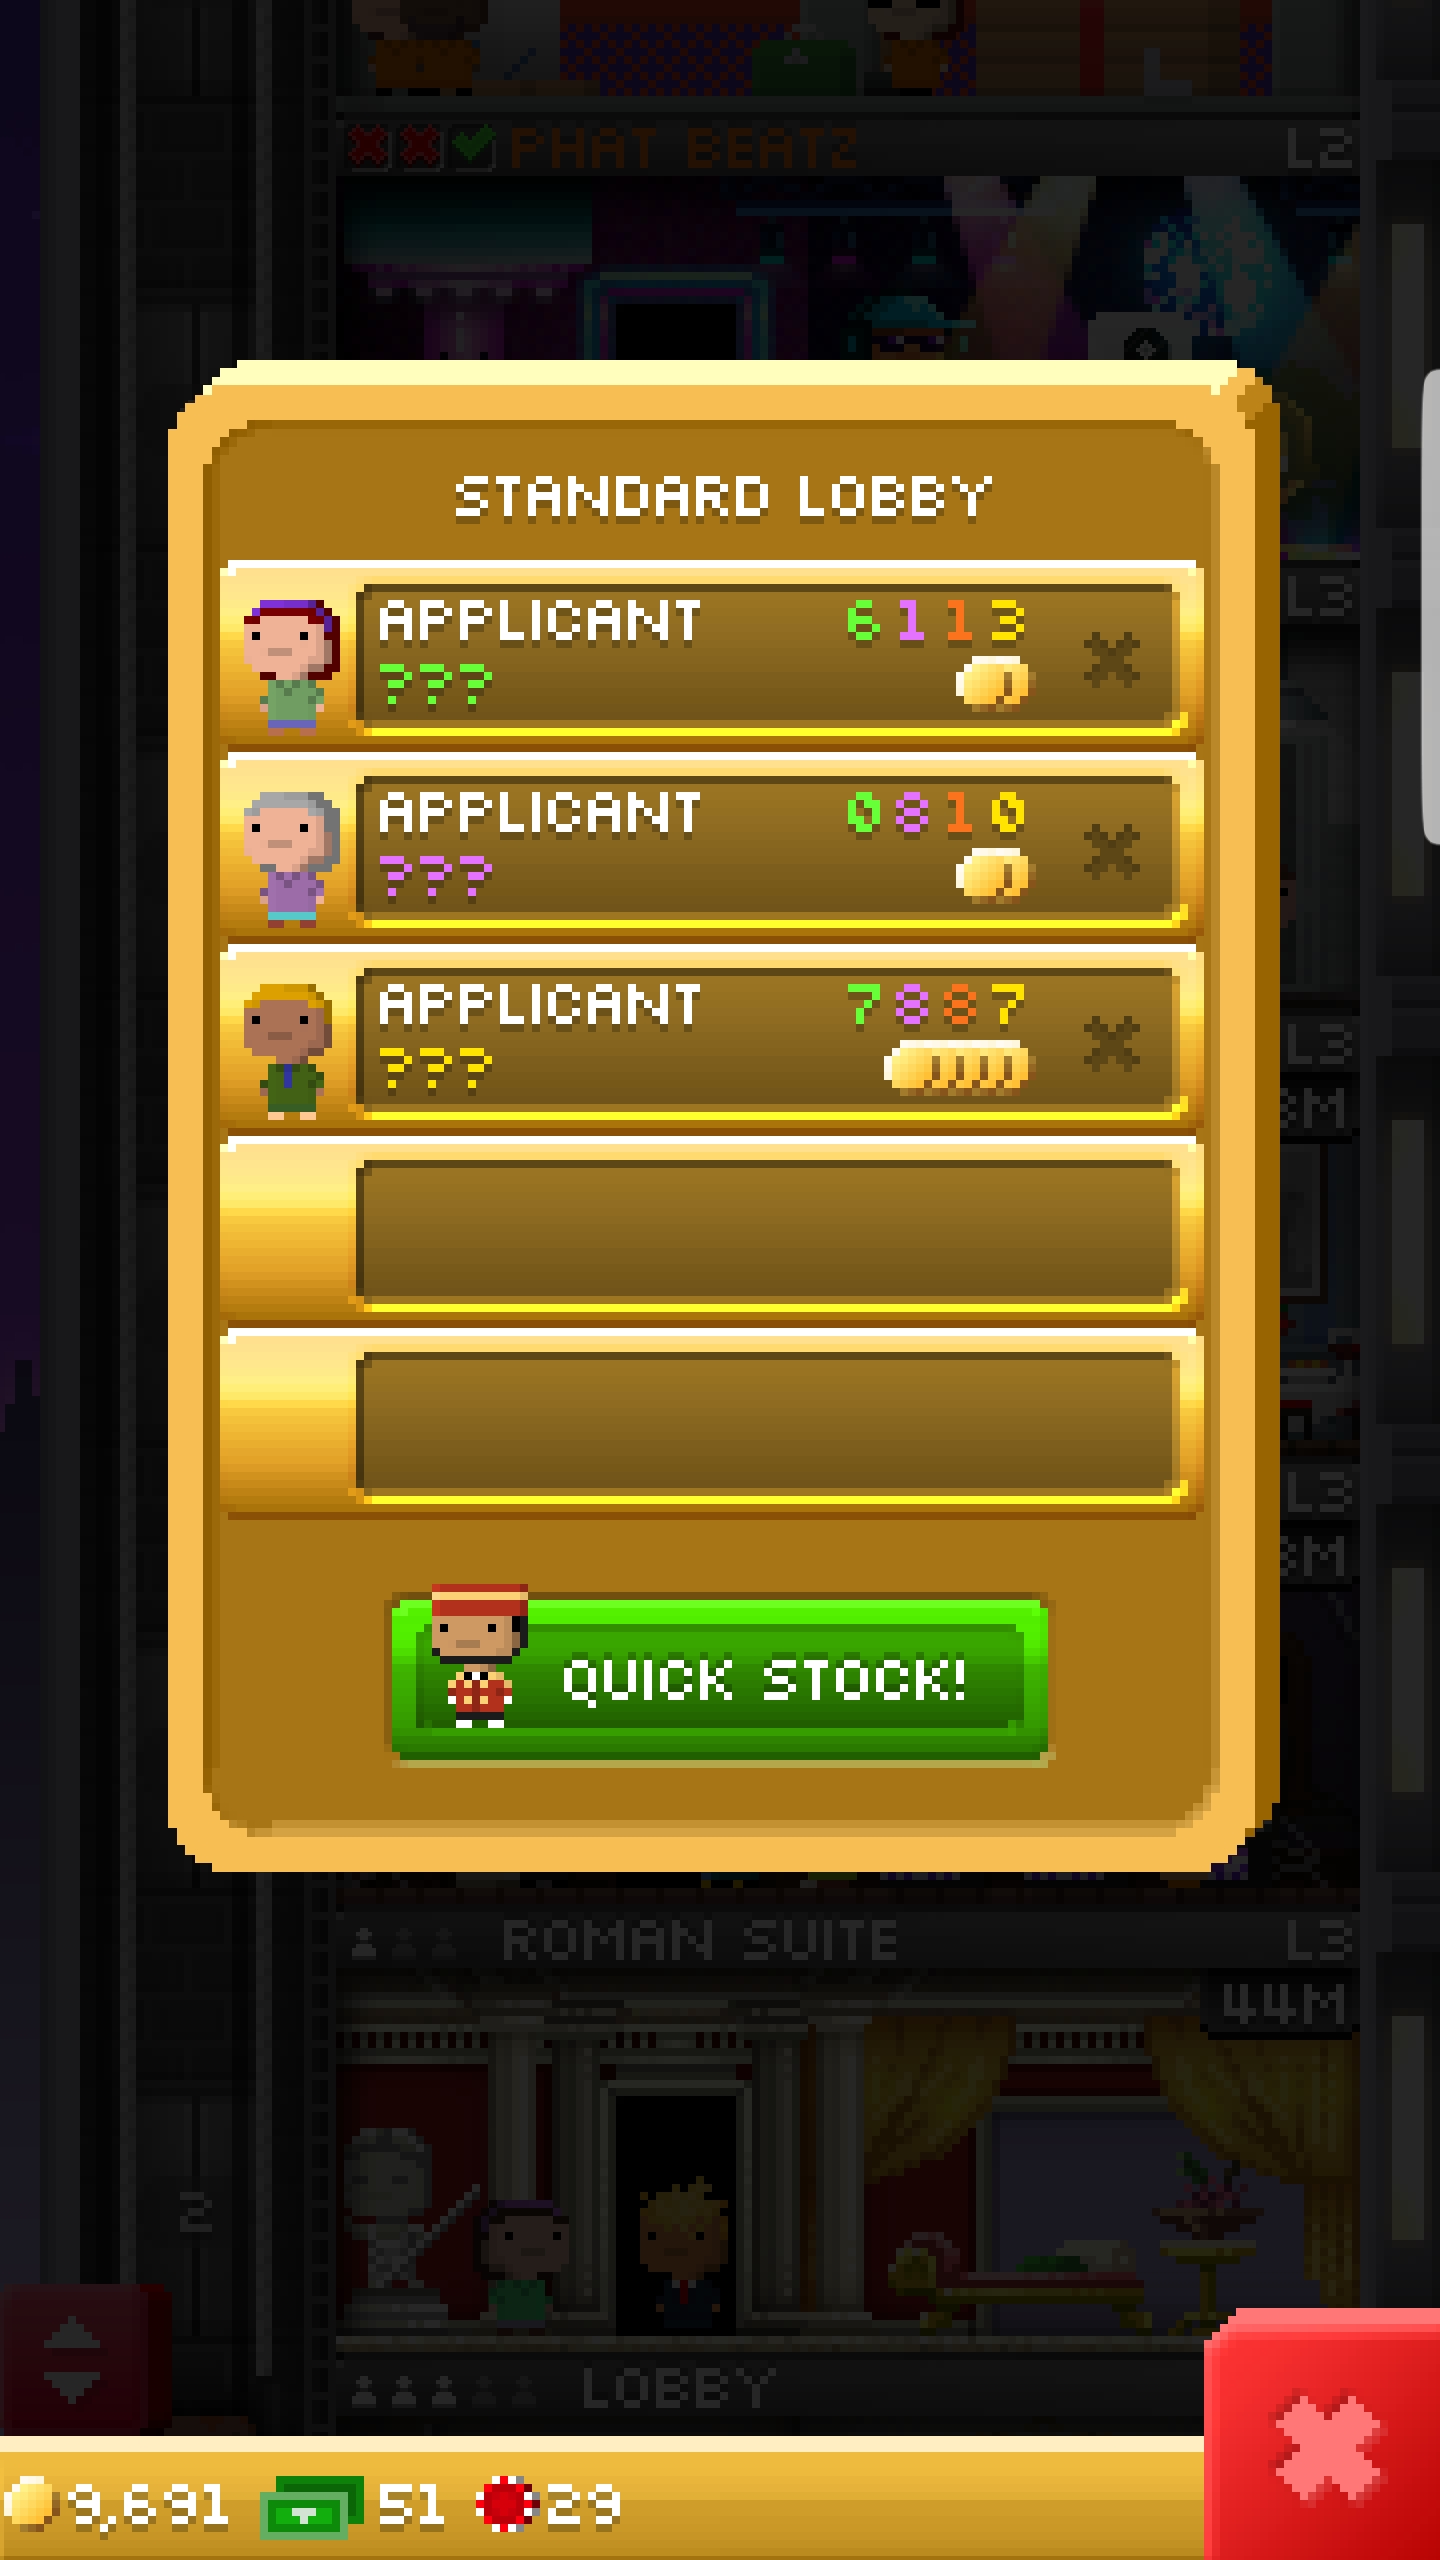 PHAT BEATZ L2
L3
STANDARD LOBBY
APPLICANT 6 1 1 3
???
APPLICANT 0 8 1 0
???
L3
APPLICANT 7 8 8 7
???
3M
L3
3M
QUICK STOCK!
ROMAN SUITE L3
44M
2
LOBBY
9,691 51 29